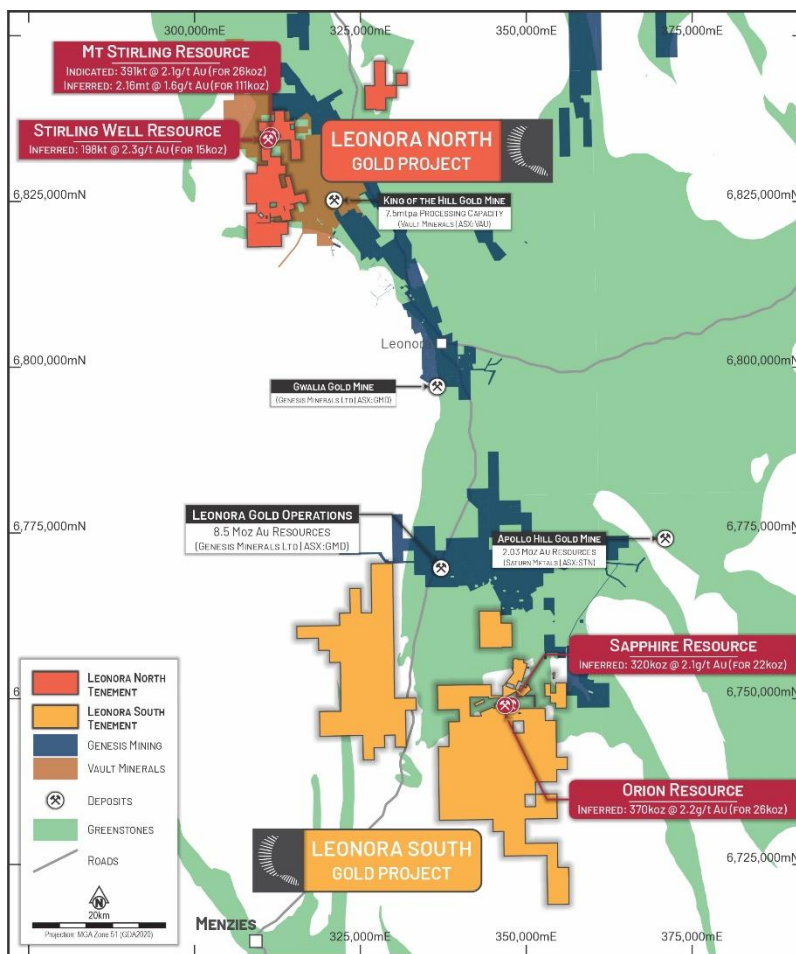 300,000mE
325,000mE
350,000mE
375,000mE
Mt Stirling Resource
Indicated: 391kt @ 2.1g/t Au (for 26koz)
Inferred: 2.16mt @ 1.6g/t Au (for 111koz)
Stirling Well Resource
Inferred: 198kt @ 2.3g/t Au (for 15koz)
LEONORA NORTH
GOLD PROJECT
6,825,000mN
6,825,000mN
King of the Hill Gold Mine
7.5mtpa Processing Capacity
(Vault Minerals | ASX:VAU)
Leonora
6,800,000mN
6,800,000mN
Gwalia Gold Mine
(Genesis Minerals Ltd | ASX:GMD)
Leonora Gold Operations
8.5 Moz Au Resources
(Genesis Minerals Ltd | ASX:GMD)
6,775,000mN
6,775,000mN
Apollo Hill Gold Mine
2.03 Moz Au Resources
(Saturn Metals | ASX:STN)
Sapphire Resource
Inferred: 320koz @ 2.1g/t Au (for 22koz)
Leonora North
Tenement
Leonora South
Tenement
Genesis Mining
Vault Minerals
Deposits
Greenstones
Roads
N
20km
Projection: MGA Zone 51 (GDA2020)
6
6,750,000mN
Orion Resource
Inferred: 370koz @ 2.2g/t Au (for 26koz)
LEONORA SOUTH
GOLD PROJECT
6
6,725,000mN
Menzies
325,000mE
350,000mE
375,000mE